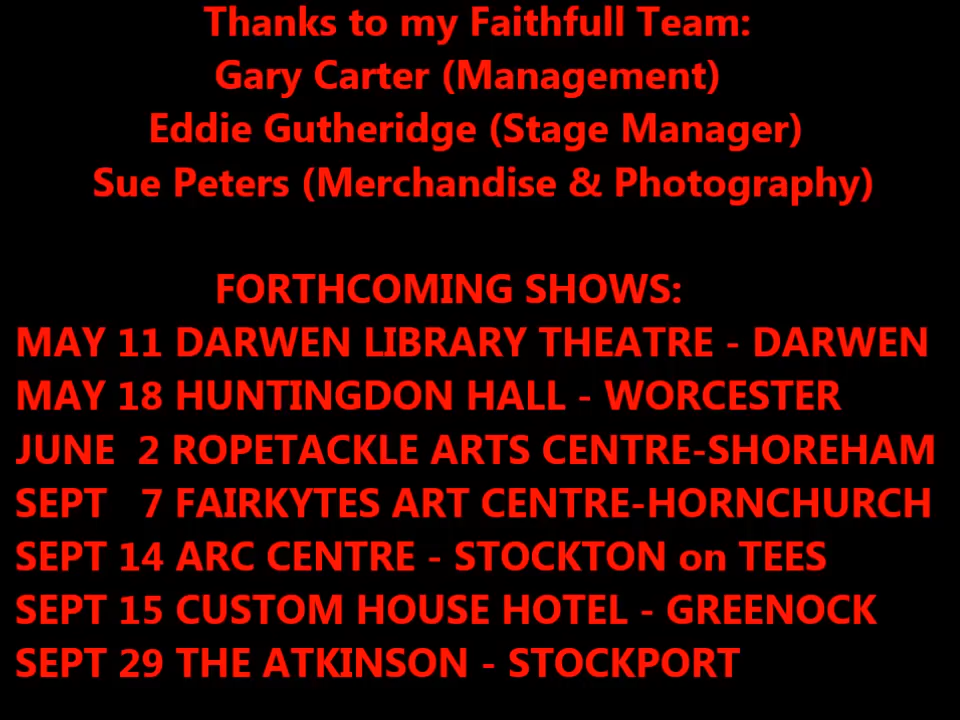 Thanks to my Faithfull Team:
Gary Carter (Management)
Eddie Gutheridge (Stage Manager)
Sue Peters (Merchandise & Photography)
FORTHCOMING SHOWS:
MAY 11 DARWEN LIBRARY THEATRE - DARWEN
MAY 18 HUNTINGDON HALL - WORCESTER
JUNE 2 ROPETACKLE ARTS CENTRE-SHOREHAM
SEPT 7 FAIRKYTES ART CENTRE-HORNCHURCH
SEPT 14 ARC CENTRE - STOCKTON on TEES
SEPT 15 CUSTOM HOUSE HOTEL - GREENOCK
SEPT 29 THE ATKINSON - STOCKPORT